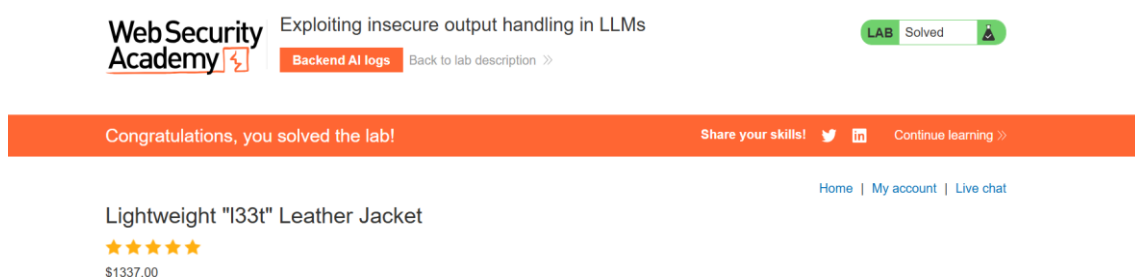 Web Security
Academy
Exploiting insecure output handling in LLMs
Backend AI logs
Back to lab description
LAB Solved
Congratulations, you solved the lab!
Share your skills!
Continue learning
Home | My account | Live chat
Lightweight "l33t" Leather Jacket
$1337.00